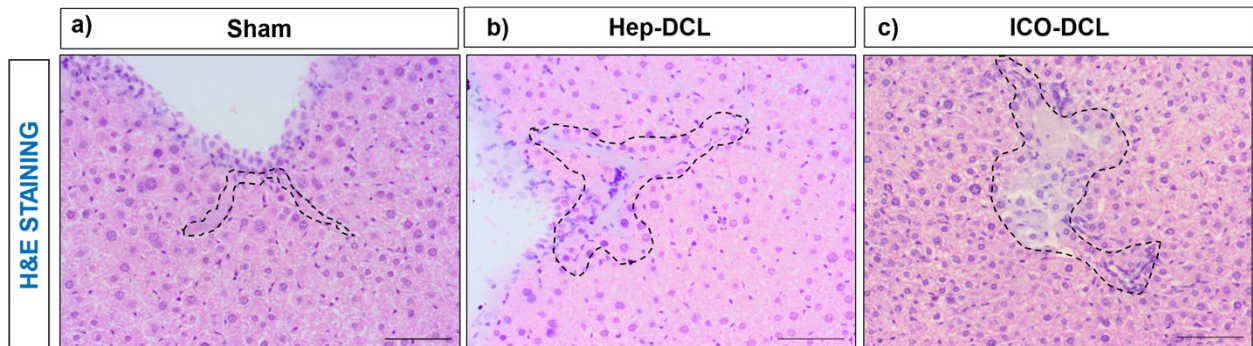 a)
Sham
b)
Hep-DCL
c)
ICO-DCL
H&E STAINING